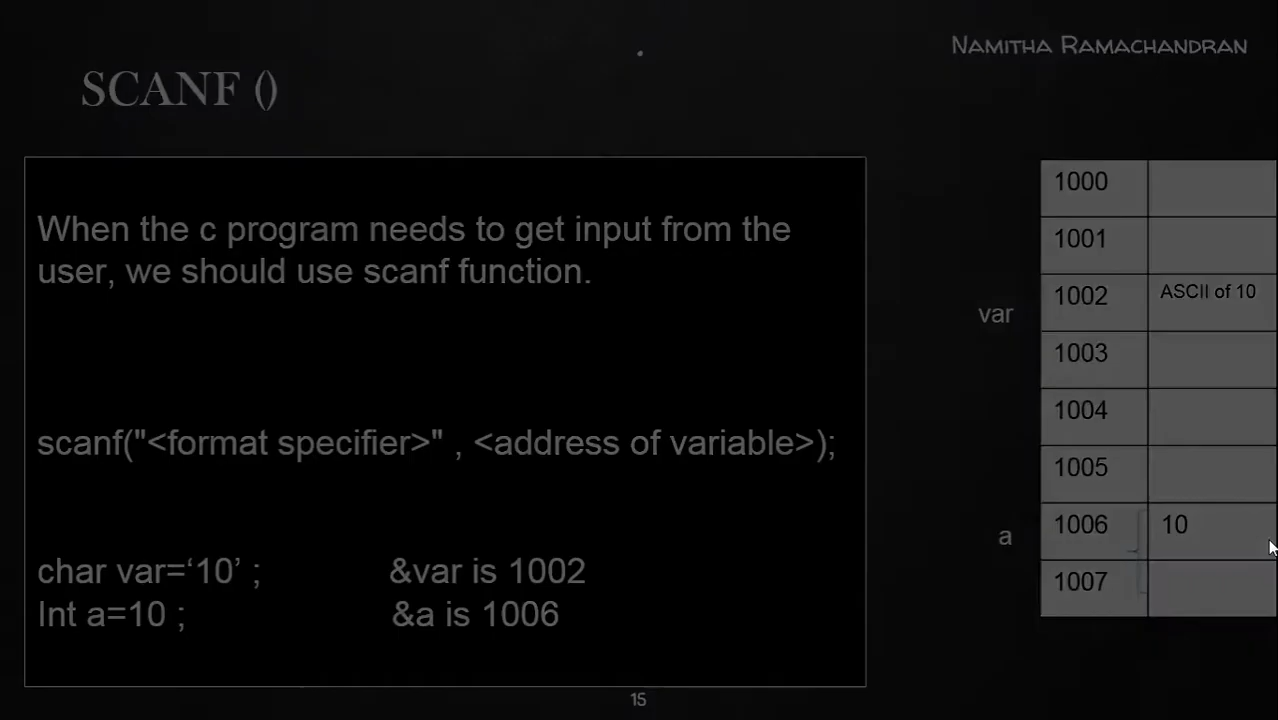 NAMITHA RAMACHANDRAN
SCANF ()
When the c program needs to get input from the
user, we should use scanf function.
scanf("<format specifier>" , <address of variable>);
char var=‘10’ ; &var is 1002
Int a=10 ; &a is 1006
1000
1001
var 1002 ASCII of 10
1003
1004
1005
a 1006 10
1007
15